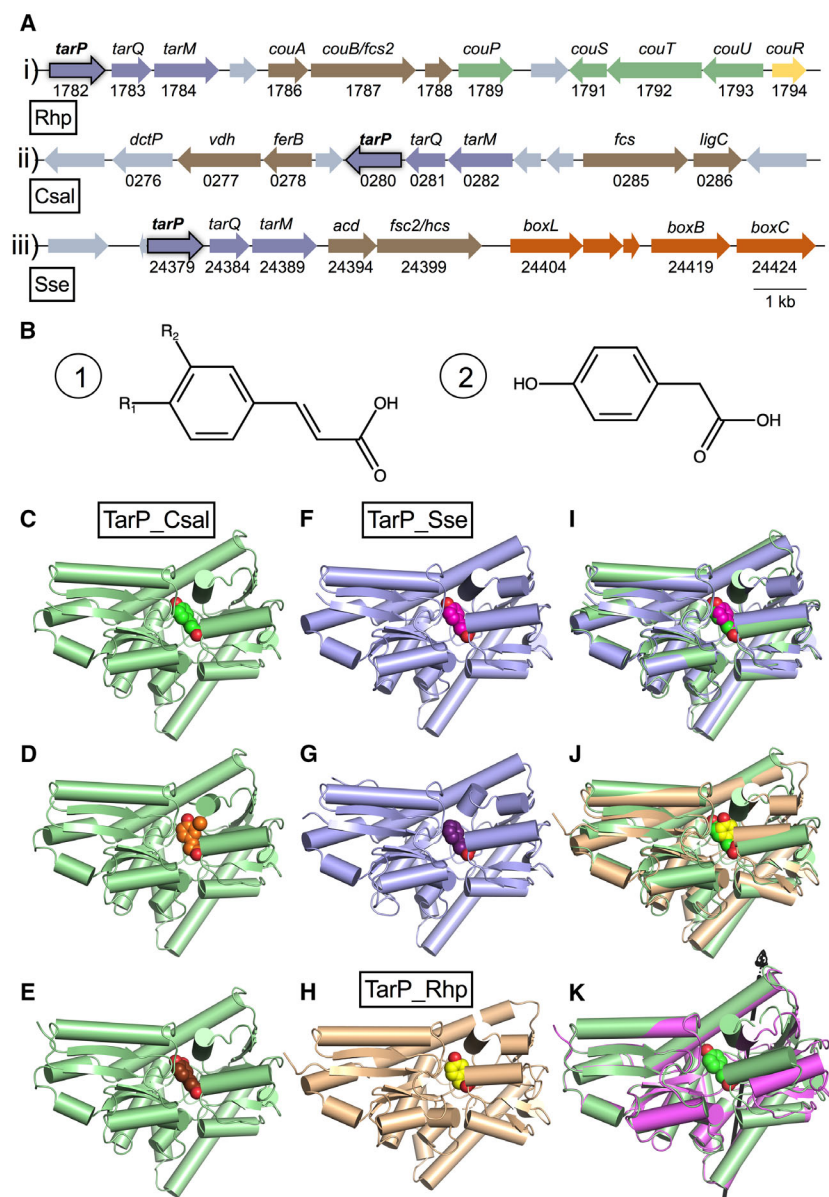 A
tarP tarQ tarM couA couB/fcs2 couP couS couT couU couR
i)
1782 1783 1784 1786 1787 1788 1789 1791 1792 1793 1794
Rhp
dctP vdh ferB tarP tarQ tarM fcs ligC
ii)
0276 0277 0278 0280 0281 0282 0285 0286
Csal
tarP tarQ tarM acd fsc2/hcs boxL boxB boxC
iii)
24379 24384 24389 24394 24399 24404 24419 24424
Sse
1 kb
B
1 R2 R1 OH O
2 HO O OH
C TarP_Csal F TarP_Sse I
D G J
E H TarP_Rhp K